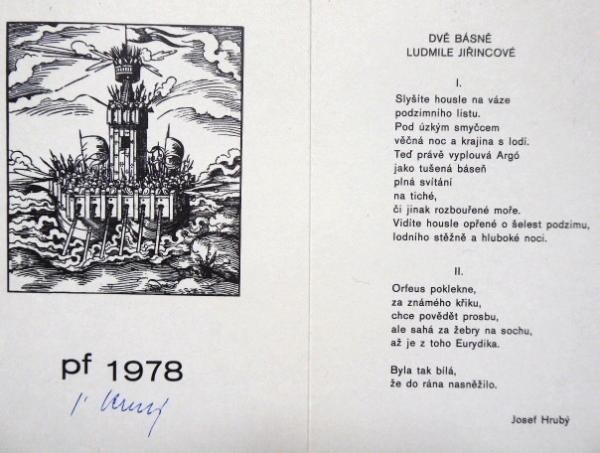 pf 1978
DVĚ BÁSNĚ
LUDMILE JIŘINCOVÉ
I.
Slyšíte housle na váze
podzimního listu.
Pod úzkým smyčcem
věčná noc a krajina s lodí.
Teď právě vyplouvá Argó
jako tušená báseň
plná svítání
na tiché,
či jinak rozbouřené moře.
Vidíte housle opřené o šelest podzimu,
lodního stěžně a hluboké noci.
II.
Orfeus poklekne,
za známého křiku,
chce povědět prosbu,
ale sahá za žebry na sochu,
až je z toho Eurydika.
Byla tak bílá,
že do rána nasněžilo.
Josef Hrubý